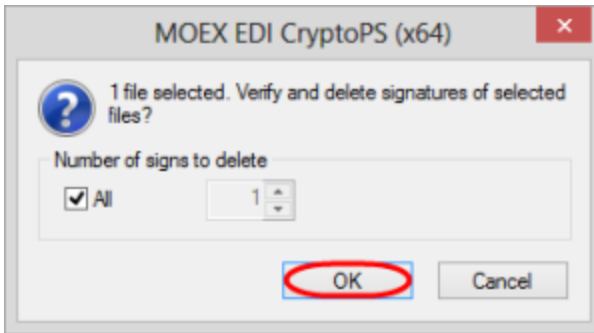 MOEX EDI CryptoPS (x64)
1 file selected. Verify and delete signatures of selected
files?
Number of signs to delete
All 1
OK Cancel